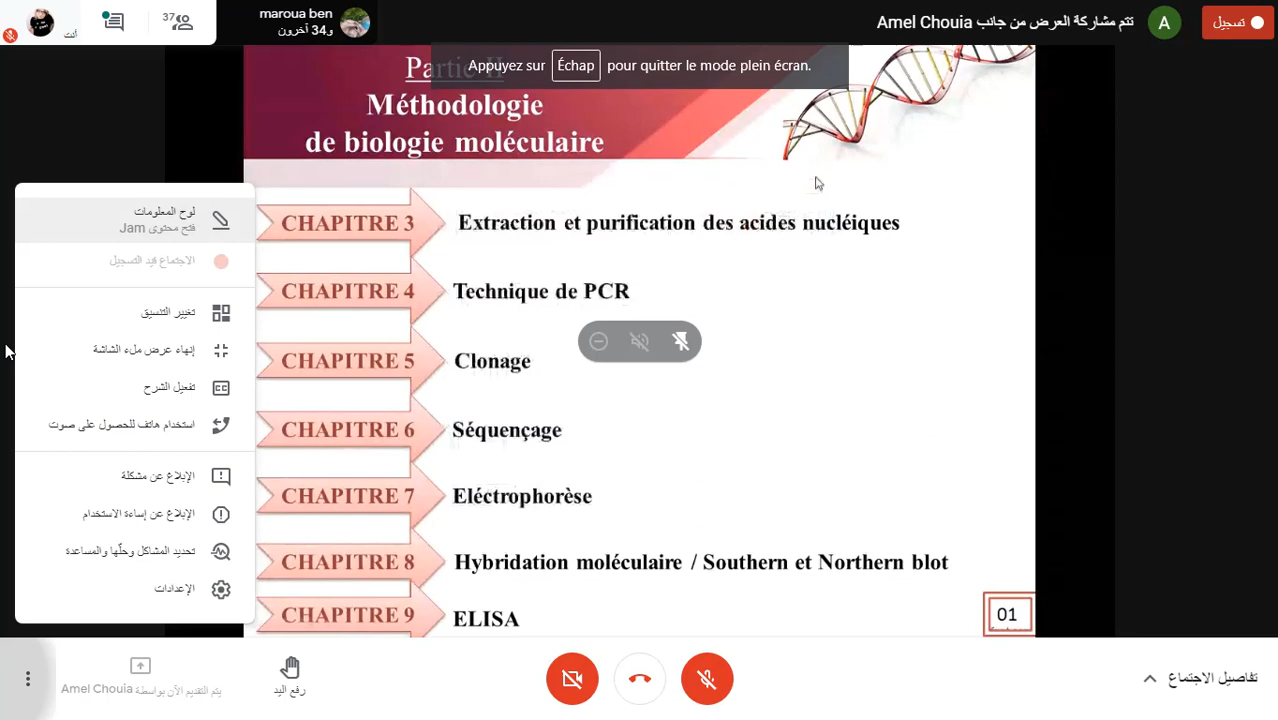 تسجيل
تتم مشاركة العرض من جانب Amel Chouia
A
maroua ben
و34 آخرون
37
أنت
Appuyez sur Échap pour quitter le mode plein écran.
Partie II
Méthodologie
de biologie moléculaire
CHAPITRE 3 Extraction et purification des acides nucléiques
CHAPITRE 4 Technique de PCR
CHAPITRE 5 Clonage
CHAPITRE 6 Séquençage
CHAPITRE 7 Eléctrophorèse
CHAPITRE 8 Hybridation moléculaire / Southern et Northern blot
CHAPITRE 9 ELISA
01
لوح المعلومات
فتح محتوى Jam
الاجتماع قيد التسجيل
تغيير التنسيق
إنهاء عرض ملء الشاشة
تفعيل الشرح
CC
استخدام هاتف للحصول على صوت
الإبلاغ عن مشكلة
الإبلاغ عن إساءة الاستخدام
تحديد المشاكل وحلّها والمساعدة
الإعدادات
تفاصيل الاجتماع
رفع اليد
يتم التقديم الآن بواسطة Amel Chouia